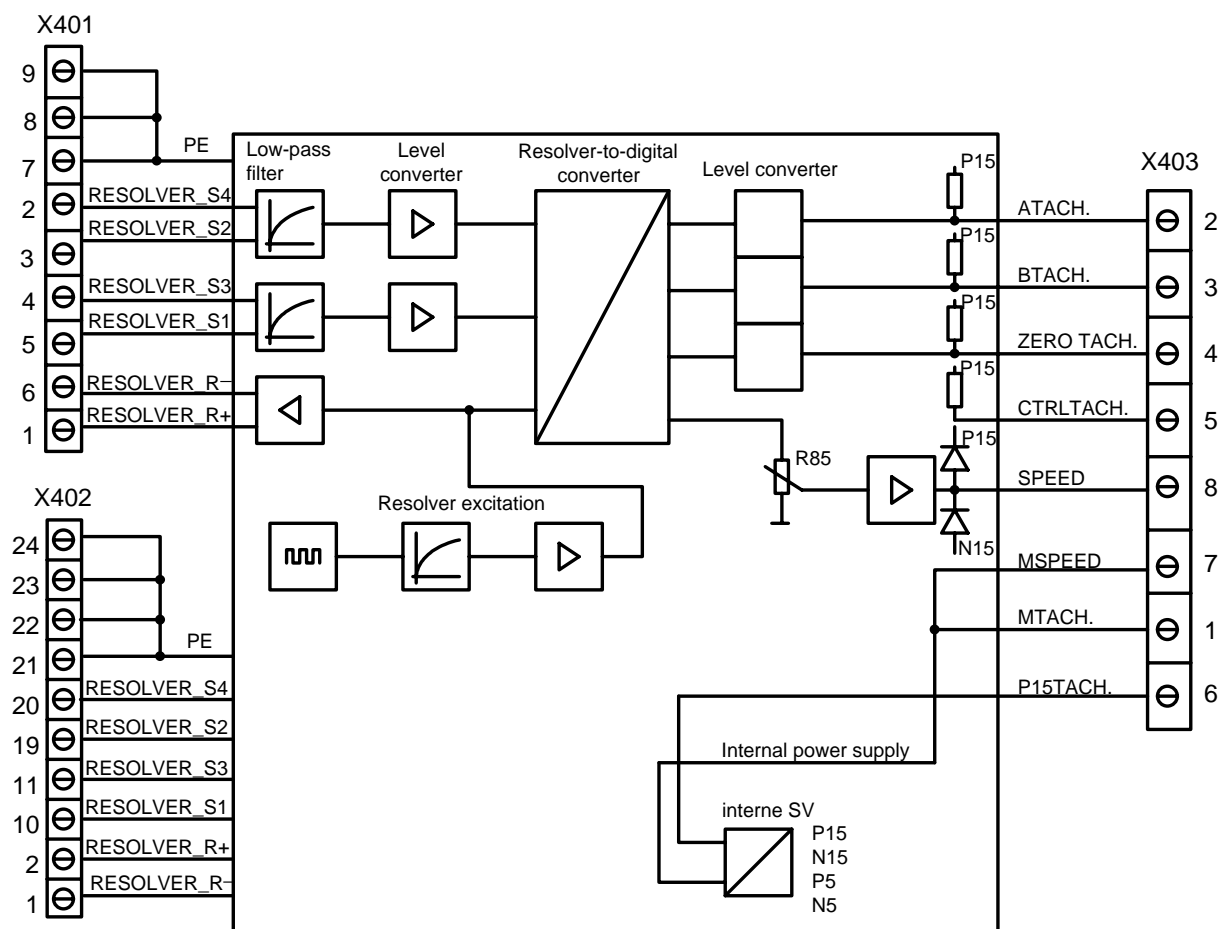 X401
9
8
7
PE
2
RESOLVER_S4
RESOLVER_S2
3
4
RESOLVER_S3
RESOLVER_S1
5
6
RESOLVER_R−
RESOLVER_R+
1
X402
24
23
22
21
PE
20
RESOLVER_S4
19
RESOLVER_S2
11
RESOLVER_S3
10
RESOLVER_S1
2
RESOLVER_R+
1
RESOLVER_R−
Low-pass
filter
Level
converter
Resolver-to-digital
converter
Level converter
Resolver excitation
R85
P15
P15
P15
P15
P15
N15
Internal power supply
interne SV
P15
N15
P5
N5
X403
ATACH.
2
BTACH.
3
ZERO TACH.
4
CTRLTACH.
5
SPEED
8
MSPEED
7
MTACH.
1
P15TACH.
6